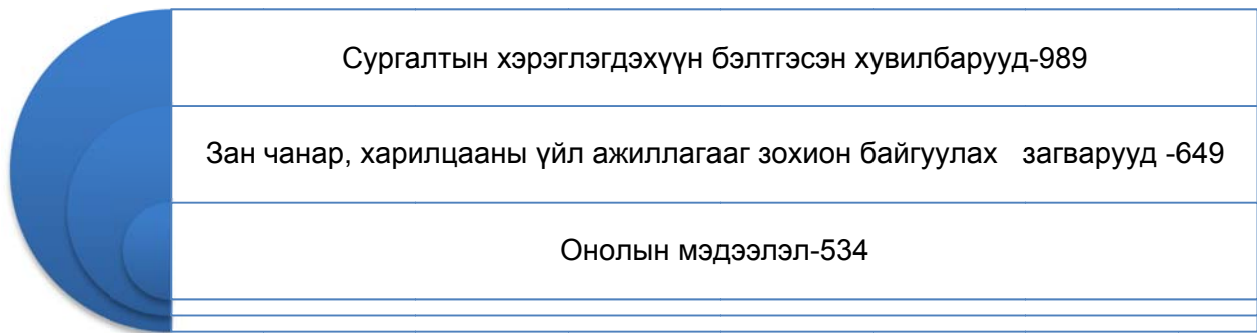 Сургалтын хэрэглэгдэхүүн бэлтгэсэн хувилбарууд-989
Зан чанар, харилцааны үйл ажиллагааг зохион байгуулах загварууд -649
Онолын мэдээлэл-534